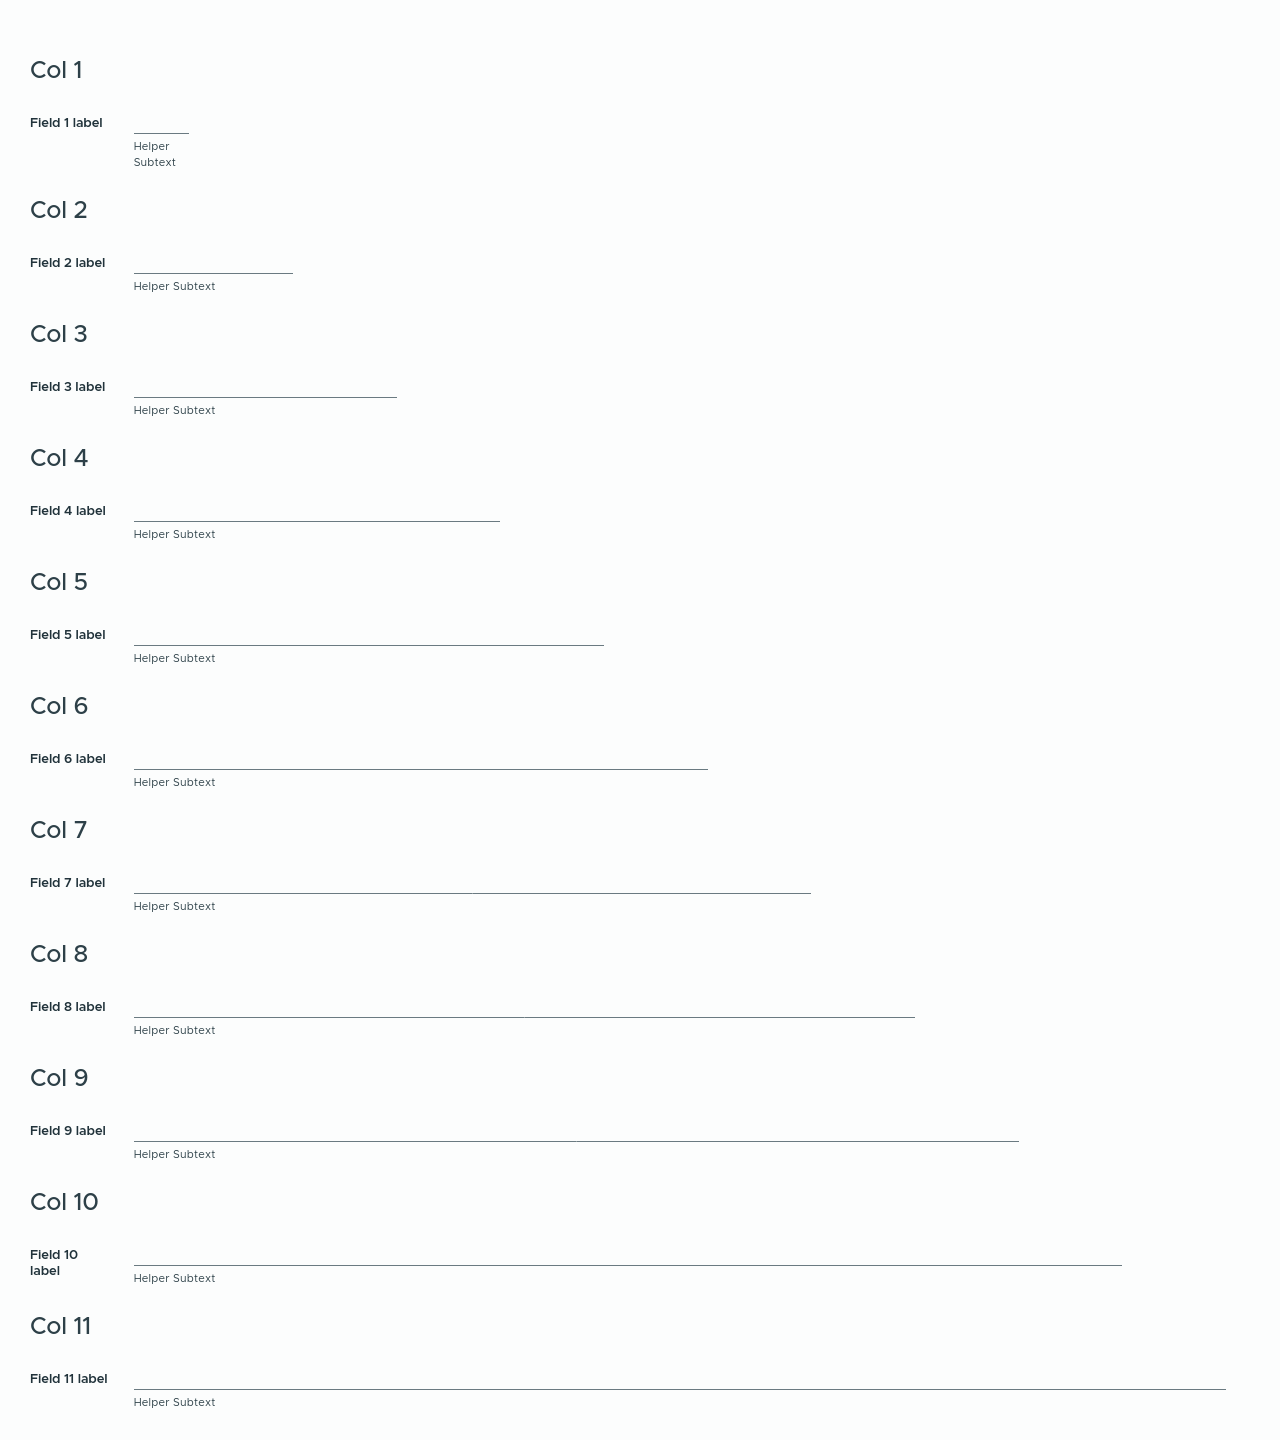 Col 1
Field 1 label
Helper
Subtext
Col 2
Field 2 label
Helper Subtext
Col 3
Field 3 label
Helper Subtext
Col 4
Field 4 label
Helper Subtext
Col 5
Field 5 label
Helper Subtext
Col 6
Field 6 label
Helper Subtext
Col 7
Field 7 label
Helper Subtext
Col 8
Field 8 label
Helper Subtext
Col 9
Field 9 label
Helper Subtext
Col 10
Field 10
label
Helper Subtext
Col 11
Field 11 label
Helper Subtext